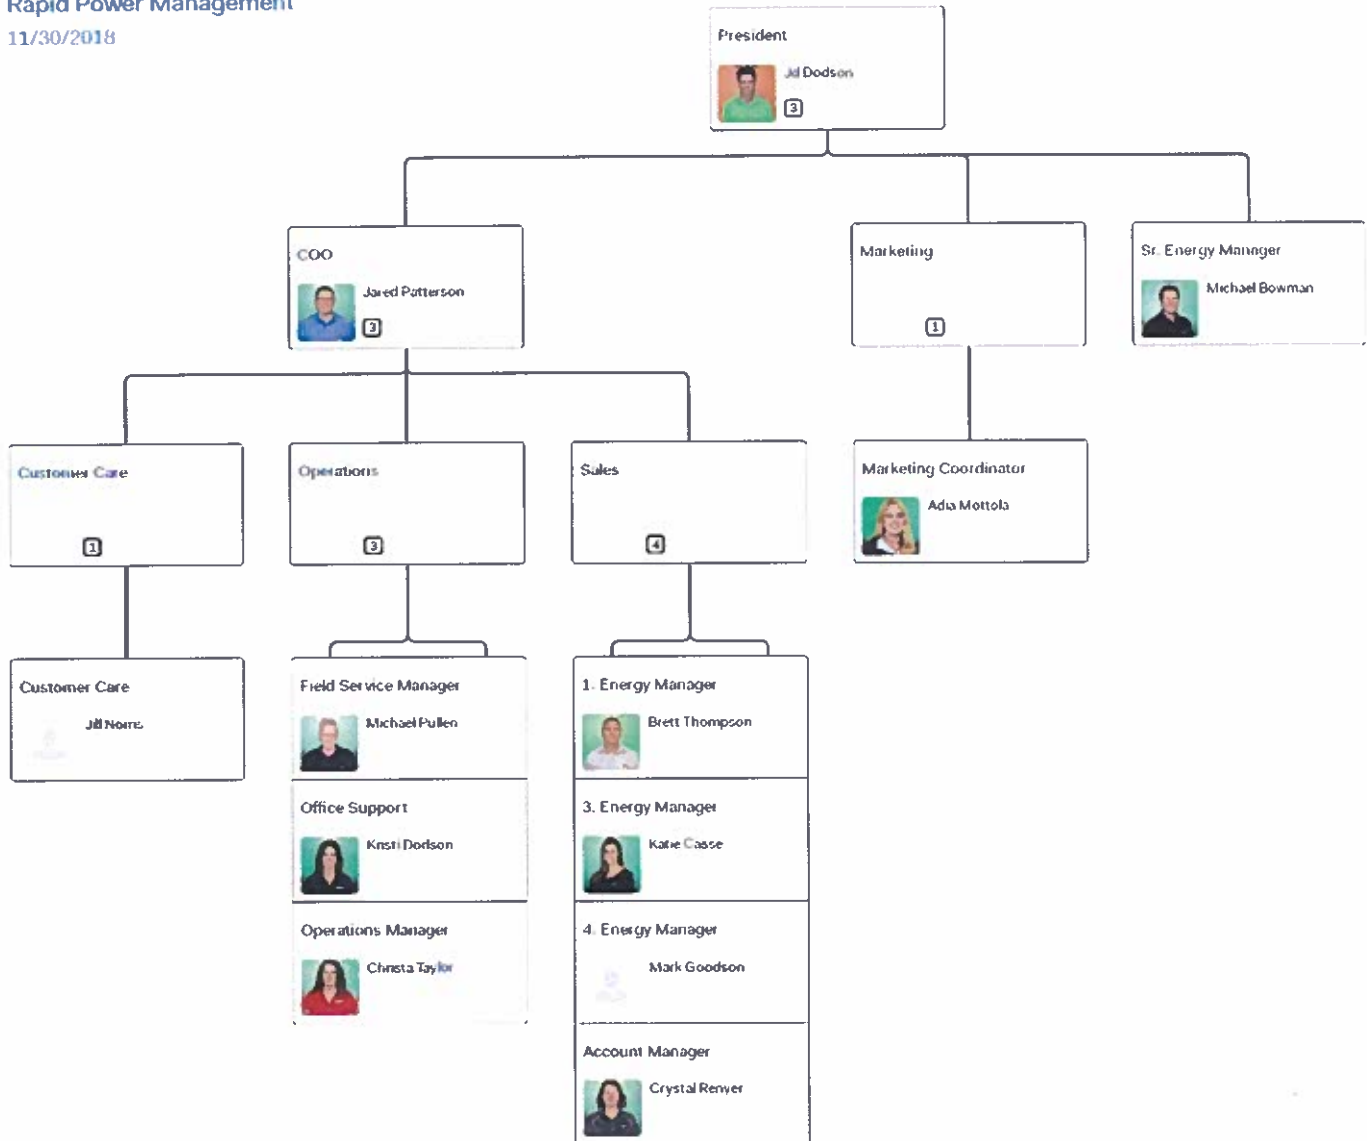 Rapid Power Management
11/30/2018
President
Jd Dodson
3
COO
Jared Patterson
3
Marketing
1
Sr. Energy Manager
Michael Bowman
Customer Care
1
Operations
3
Sales
4
Marketing Coordinator
Adia Mottola
Customer Care
Jill Norris
Field Service Manager
Michael Pullen
Office Support
Kristi Dodson
Operations Manager
Christa Taylor
1. Energy Manager
Brett Thompson
3. Energy Manager
Katie Casse
4. Energy Manager
Mark Goodson
Account Manager
Crystal Renyer